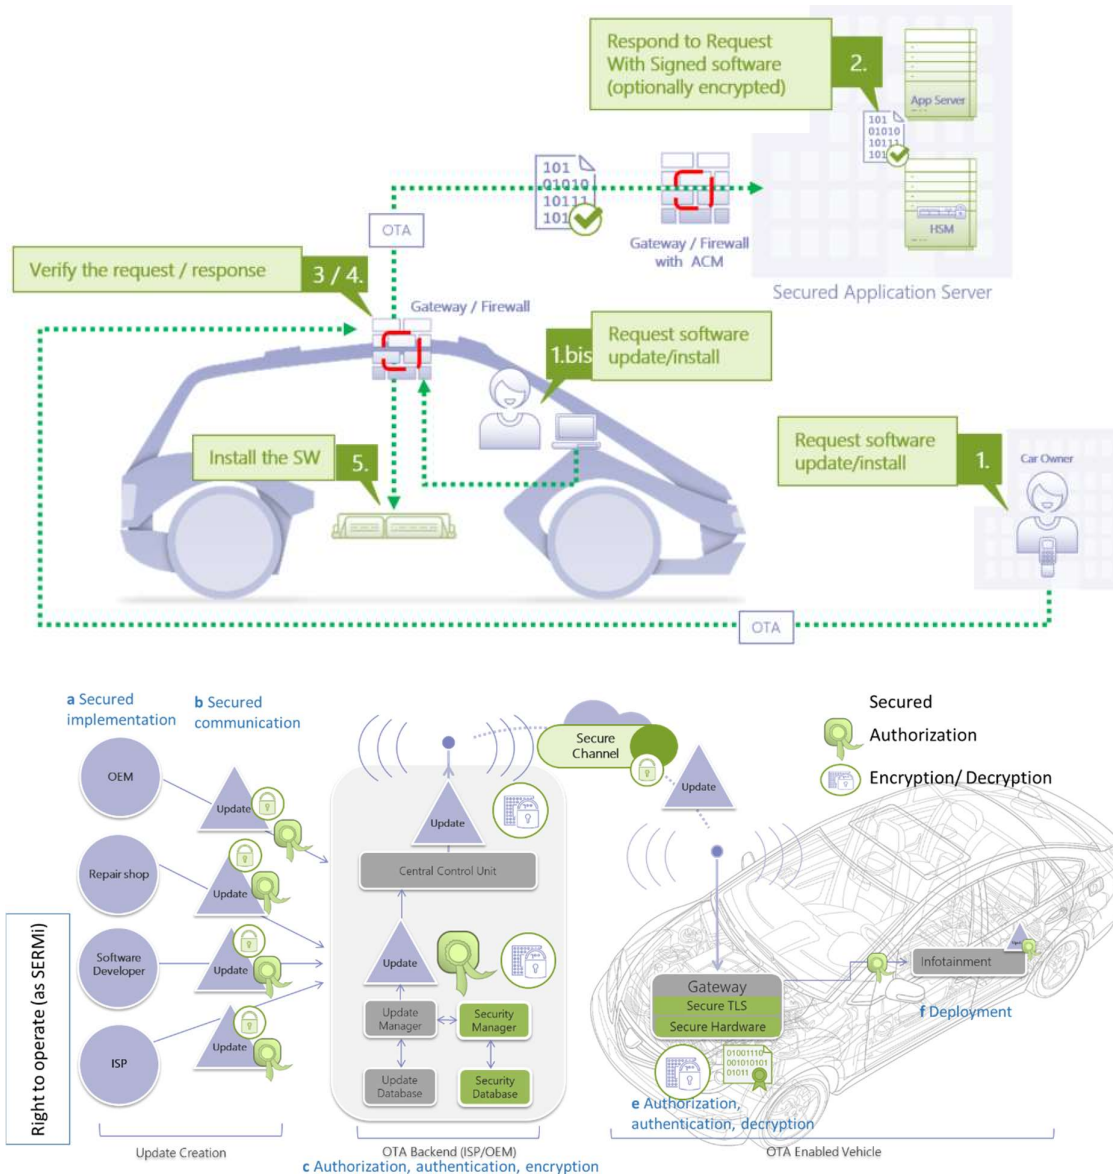 Respond to Request
With Signed software
(optionally encrypted)
2.
App Server
101
01010
10111
HSM
101
01010
10111
Gateway / Firewall
with ACM
Secured Application Server
OTA
Verify the request / response
3 / 4.
Gateway / Firewall
1.bis
Request software
update/install
Install the SW
5.
Request software
update/install
1.
Car Owner
OTA
a Secured
implementation
b Secured
communication
Secured
Authorization
Encryption/ Decryption
Secure
Channel
OEM
Update
Update
Update
Central Control Unit
Repair shop
Update
Right to operate (as SERMi)
Software
Developer
Update
Update
Infotainment
Gateway
Secure TLS
Secure Hardware
f Deployment
Update
Manager
Security
Manager
ISP
Update
Update
Database
Security
Database
01001110
001010101
01011
e Authorization,
authentication, decryption
Update Creation
OTA Backend (ISP/OEM)
OTA Enabled Vehicle
c Authorization, authentication, encryption